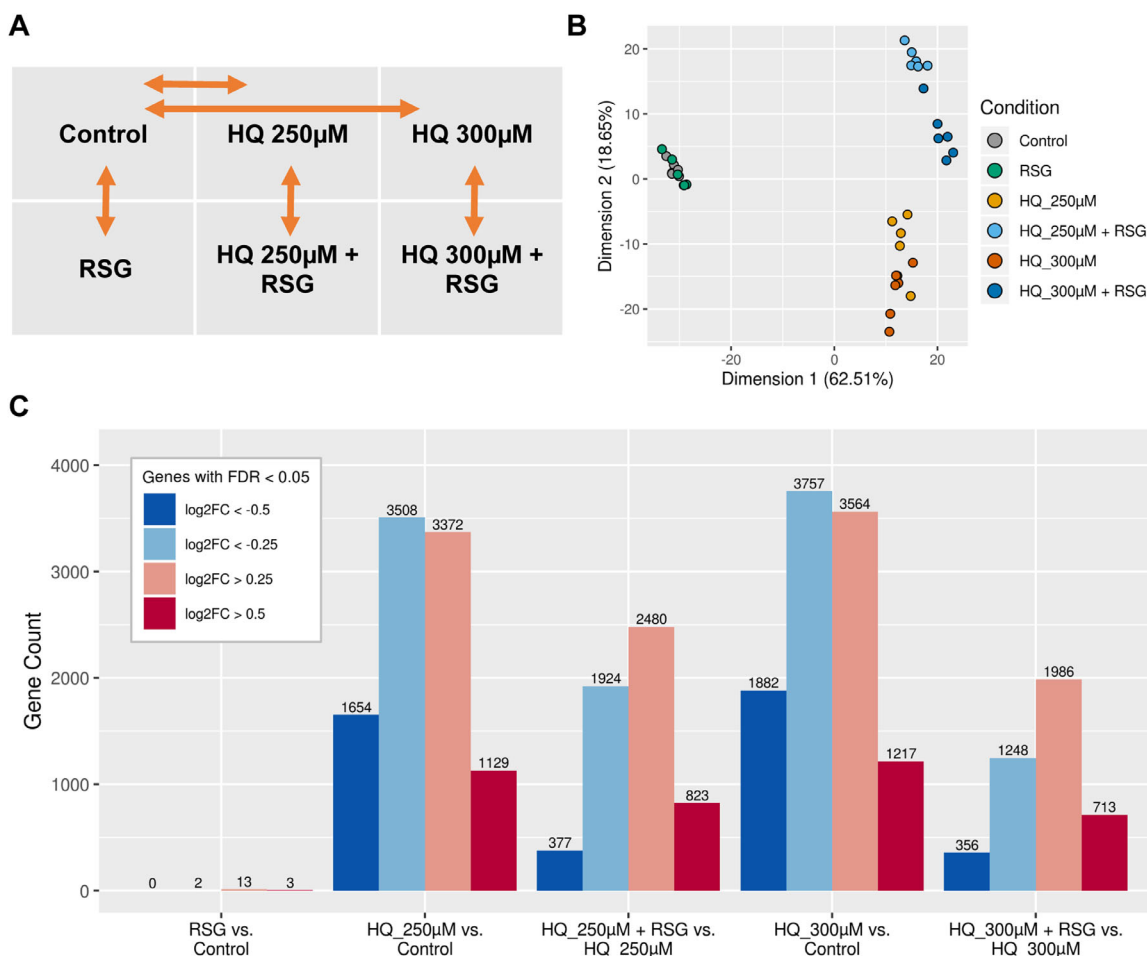 A
Control
HQ 250µM
HQ 300µM
RSG
HQ 250µM +
RSG
HQ 300µM +
RSG
B
Dimension 2 (18.65%)
20
10
0
-10
-20
-20
0
20
Dimension 1 (62.51%)
Condition
Control
RSG
HQ_250µM
HQ_250µM + RSG
HQ_300µM
HQ_300µM + RSG
C
Gene Count
4000
3000
2000
1000
0
Genes with FDR < 0.05
log2FC < -0.5
log2FC < -0.25
log2FC > 0.25
log2FC > 0.5
0
2
13
3
1654
3508
3372
1129
377
1924
2480
823
1882
3757
3564
1217
356
1248
1986
713
RSG vs.
Control
HQ_250µM vs.
Control
HQ_250µM + RSG vs.
HQ_250µM
HQ_300µM vs.
Control
HQ_300µM + RSG vs.
HQ_300µM